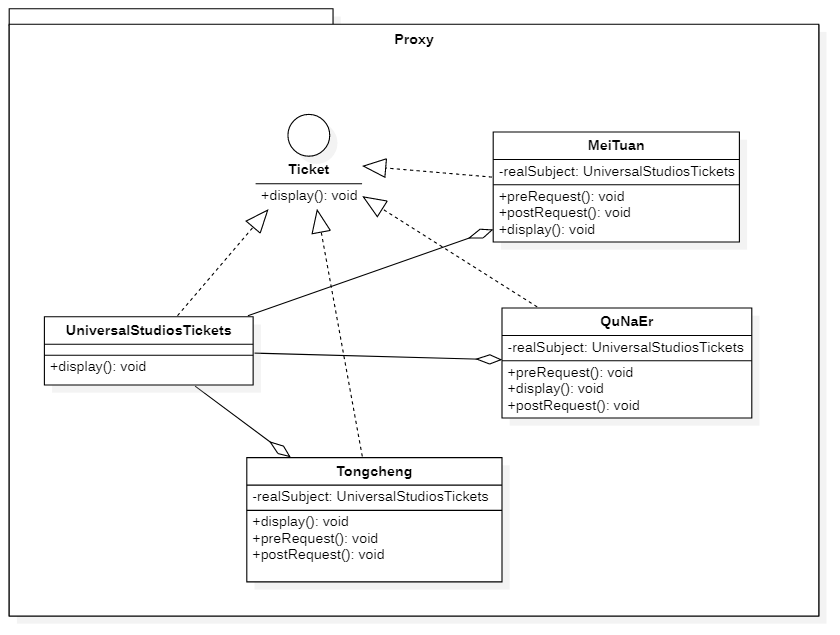 Proxy
Ticket
+display(): void
MeiTuan
-realSubject: UniversalStudiosTickets
+preRequest(): void
+postRequest(): void
+display(): void
UniversalStudiosTickets
+display(): void
QuNaEr
-realSubject: UniversalStudiosTickets
+preRequest(): void
+display(): void
+postRequest(): void
Tongcheng
-realSubject: UniversalStudiosTickets
+display(): void
+preRequest(): void
+postRequest(): void